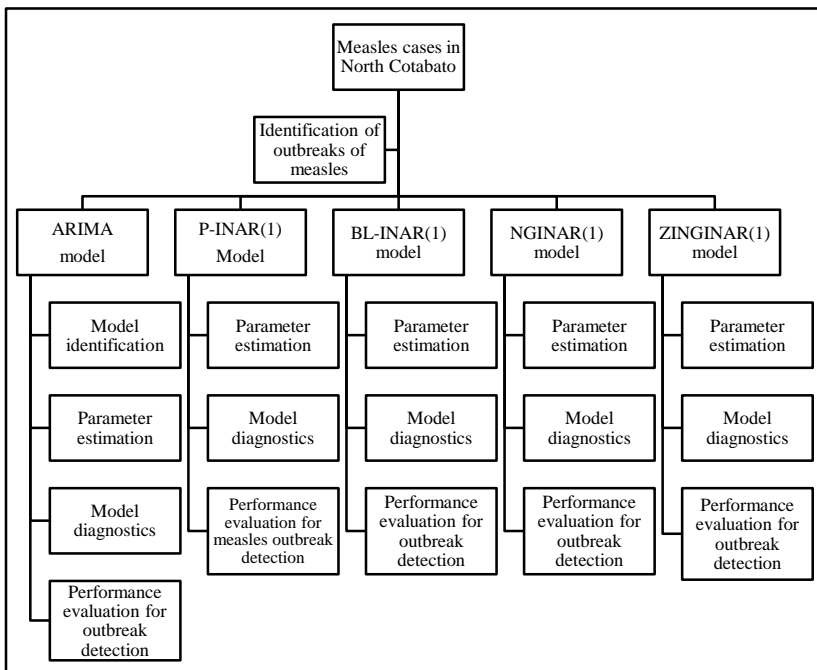 Measles cases in
North Cotabato
Identification of
outbreaks of
measles
ARIMA
model
P-INAR(1)
Model
BL-INAR(1)
model
NGINAR(1)
model
ZINGINAR(1)
model
Model
identification
Parameter
estimation
Model
diagnostics
Performance
evaluation for
outbreak
detection
Parameter
estimation
Model
diagnostics
Performance
evaluation for
measles outbreak
detection
Parameter
estimation
Model
diagnostics
Performance
evaluation for
outbreak
detection
Parameter
estimation
Model
diagnostics
Performance
evaluation for
outbreak
detection
Parameter
estimation
Model
diagnostics
Performance
evaluation for
outbreak
detection